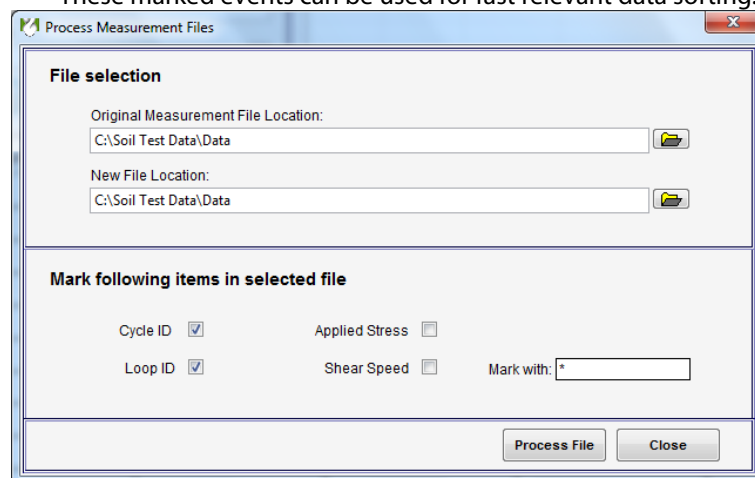 These marked events can be used for fast relevant data sorting.
Process Measurement Files
File selection
Original Measurement File Location:
C:\Soil Test Data\Data
New File Location:
C:\Soil Test Data\Data
Mark following items in selected file
Cycle ID Applied Stress
Loop ID Shear Speed Mark with: *
Process File Close